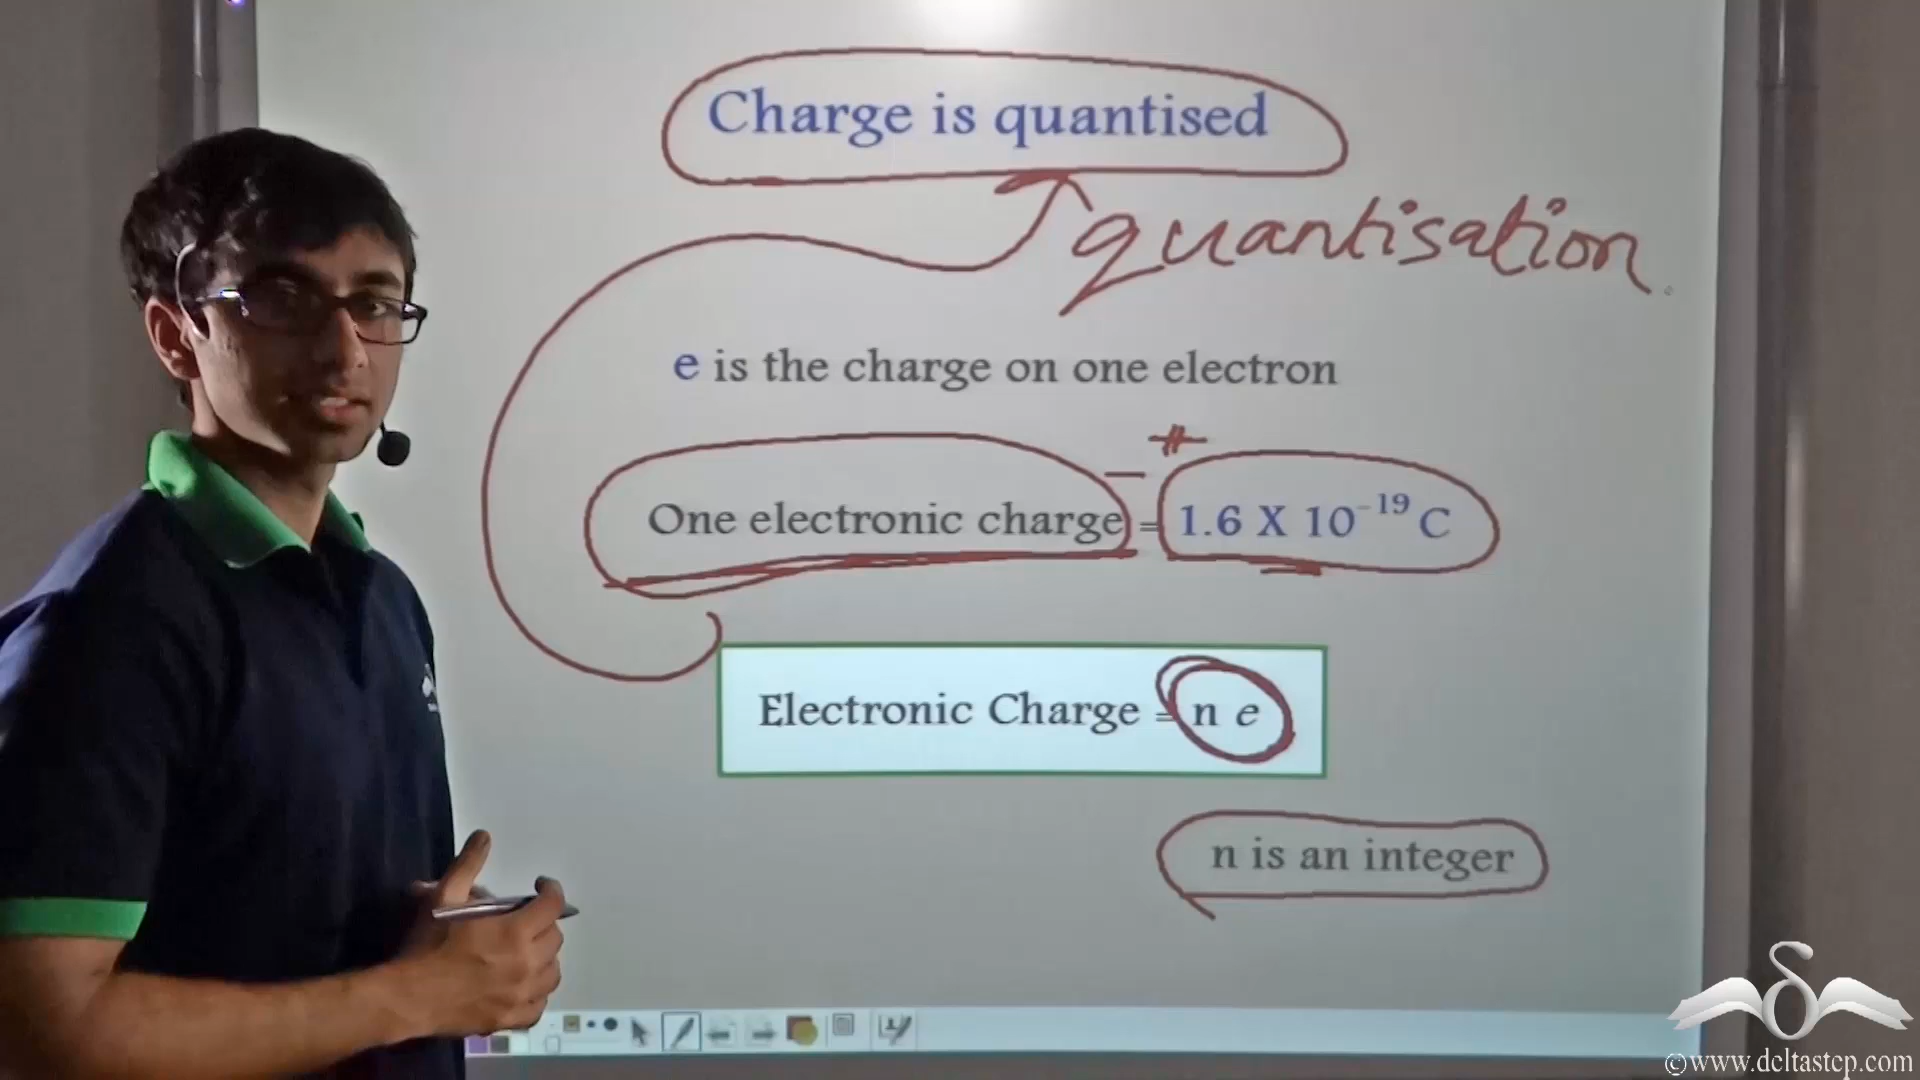 Charge is quantised
quantisation
e is the charge on one electron
One electronic charge = 1.6 X 10⁻¹⁹ C
Electronic Charge = n e
n is an integer
©www.deltastep.com